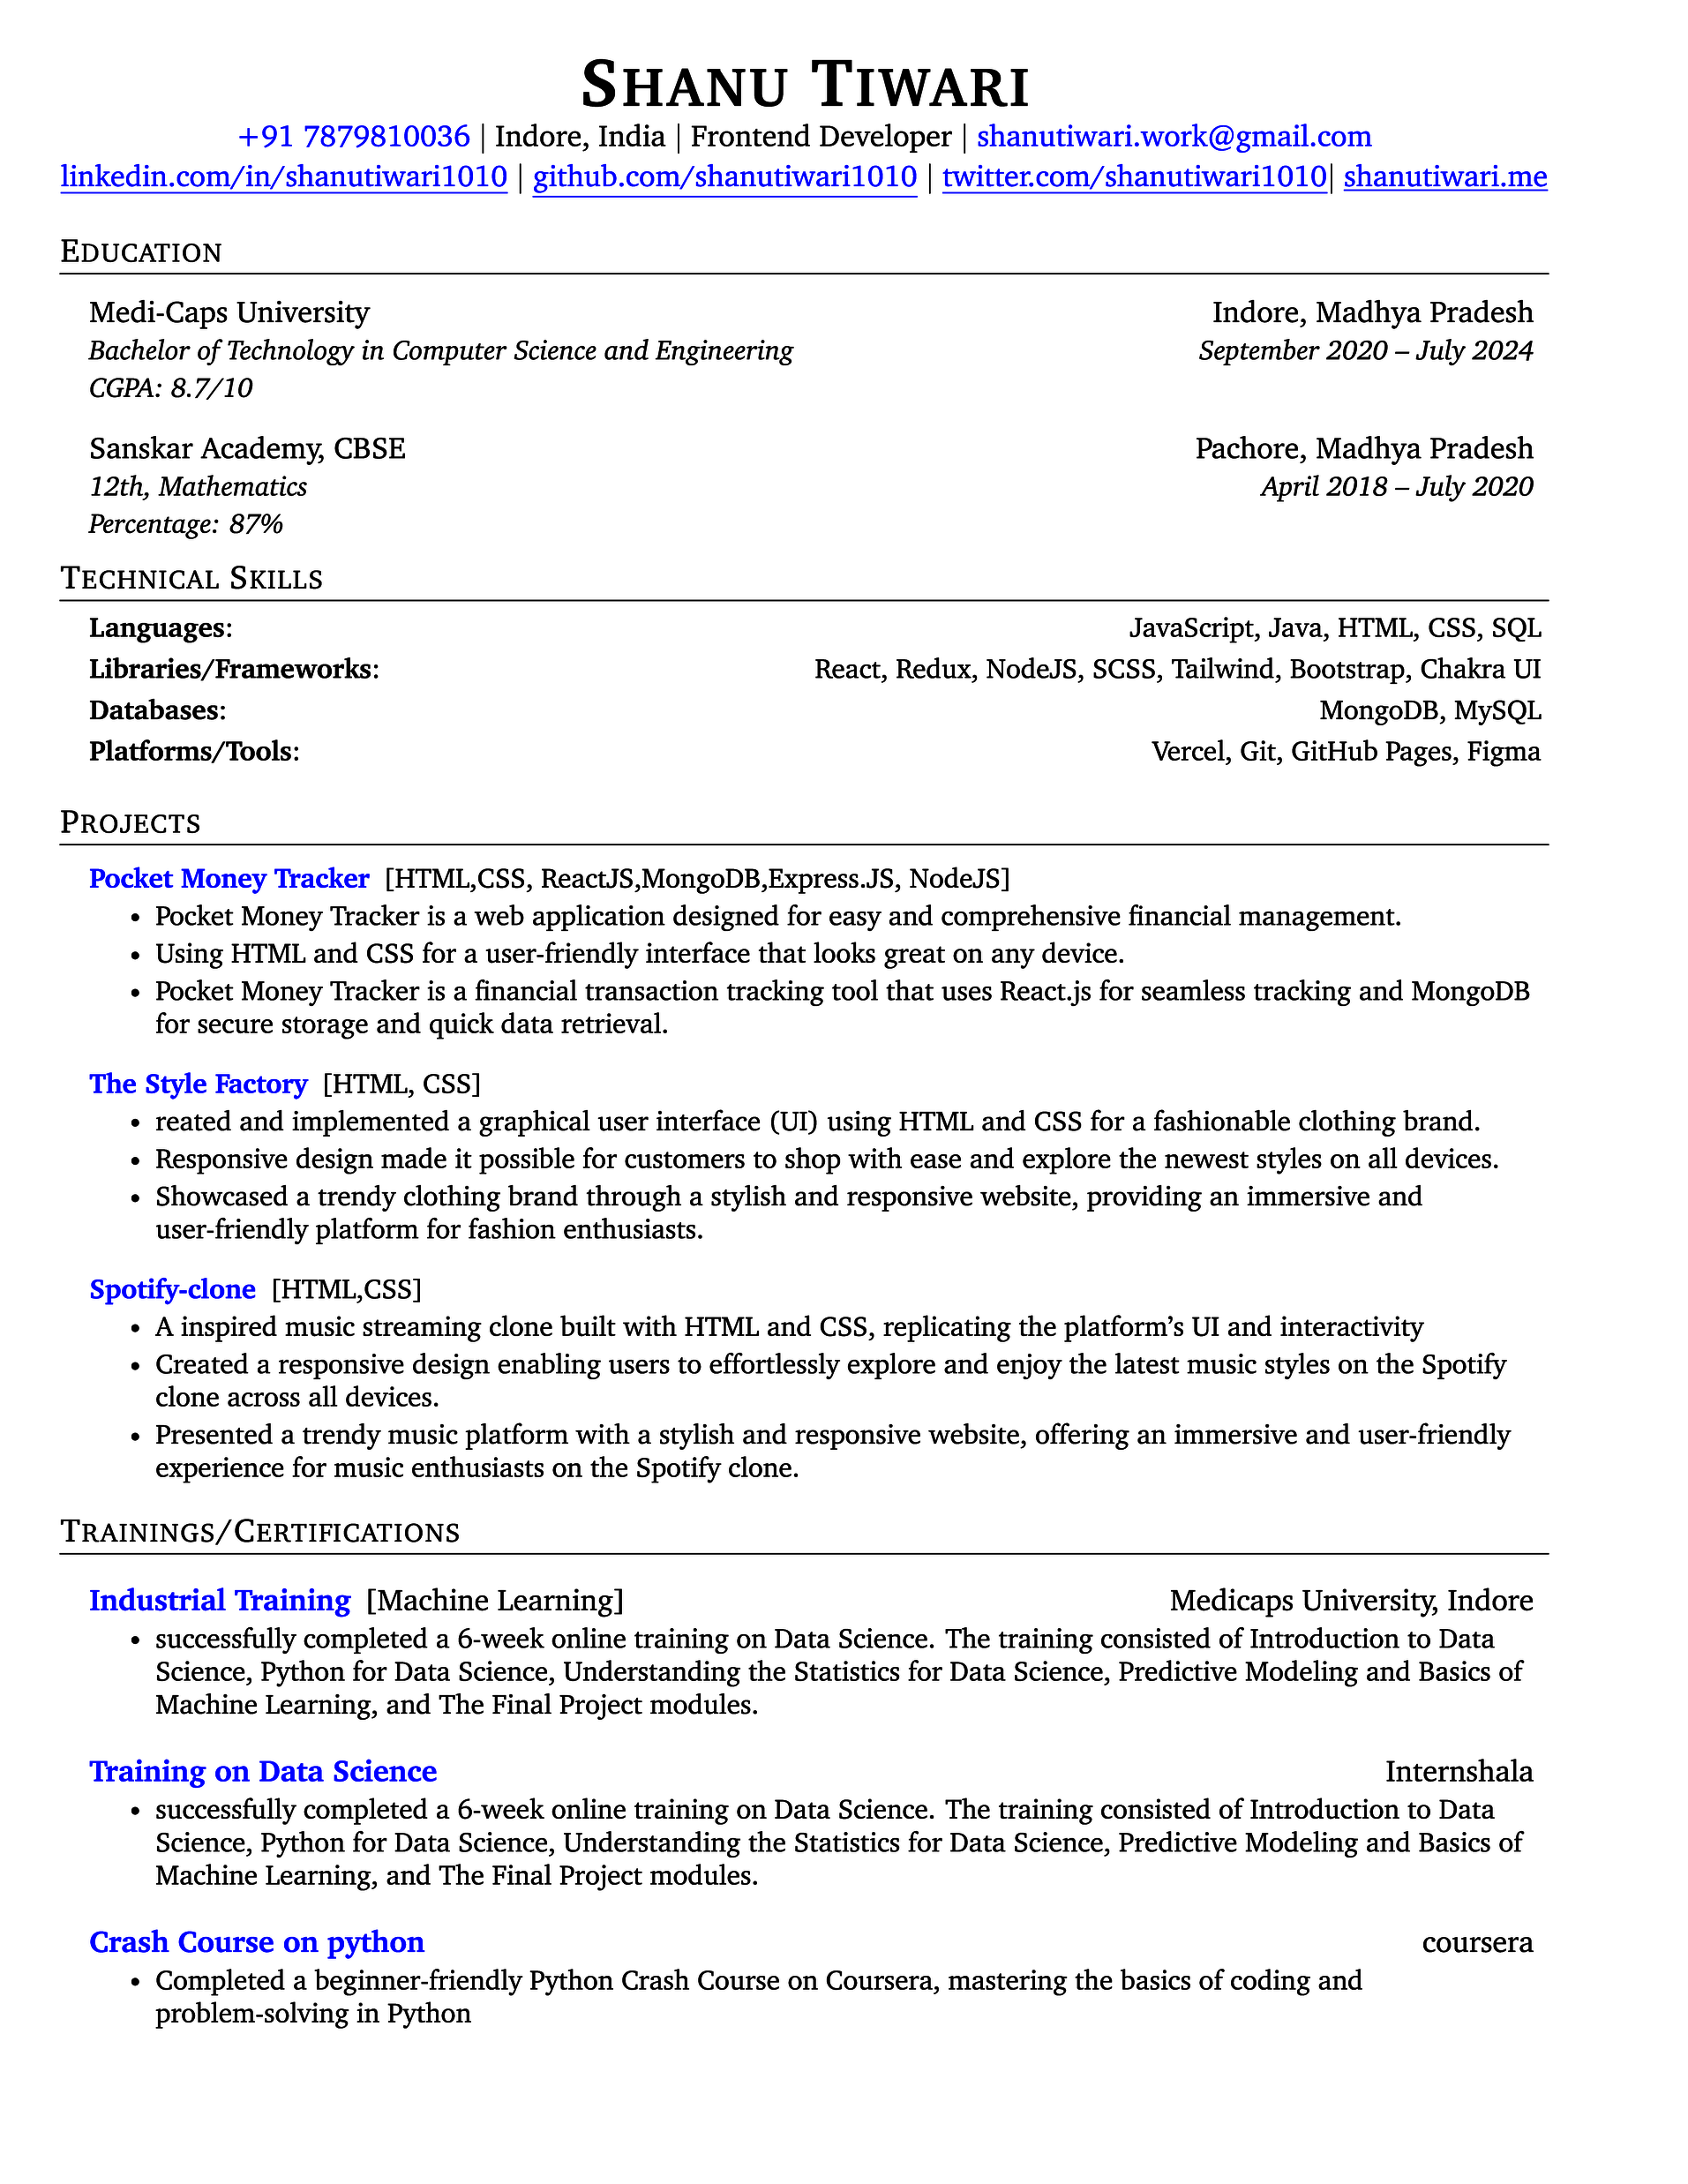 SHANU TIWARI
+91 7879810036 | Indore, India | Frontend Developer | shanutiwari.work@gmail.com
linkedin.com/in/shanutiwari1010 | github.com/shanutiwari1010 | twitter.com/shanutiwari1010| shanutiwari.me
EDUCATION
Medi-Caps University Indore, Madhya Pradesh
Bachelor of Technology in Computer Science and Engineering September 2020 – July 2024
CGPA: 8.7/10
Sanskar Academy, CBSE Pachore, Madhya Pradesh
12th, Mathematics April 2018 – July 2020
Percentage: 87%
TECHNICAL SKILLS
Languages: JavaScript, Java, HTML, CSS, SQL
Libraries/Frameworks: React, Redux, NodeJS, SCSS, Tailwind, Bootstrap, Chakra UI
Databases: MongoDB, MySQL
Platforms/Tools: Vercel, Git, GitHub Pages, Figma
PROJECTS
Pocket Money Tracker [HTML,CSS, ReactJS,MongoDB,Express.JS, NodeJS]
• Pocket Money Tracker is a web application designed for easy and comprehensive financial management.
• Using HTML and CSS for a user-friendly interface that looks great on any device.
• Pocket Money Tracker is a financial transaction tracking tool that uses React.js for seamless tracking and MongoDB
for secure storage and quick data retrieval.
The Style Factory [HTML, CSS]
• reated and implemented a graphical user interface (UI) using HTML and CSS for a fashionable clothing brand.
• Responsive design made it possible for customers to shop with ease and explore the newest styles on all devices.
• Showcased a trendy clothing brand through a stylish and responsive website, providing an immersive and
user-friendly platform for fashion enthusiasts.
Spotify-clone [HTML,CSS]
• A inspired music streaming clone built with HTML and CSS, replicating the platform’s UI and interactivity
• Created a responsive design enabling users to effortlessly explore and enjoy the latest music styles on the Spotify
clone across all devices.
• Presented a trendy music platform with a stylish and responsive website, offering an immersive and user-friendly
experience for music enthusiasts on the Spotify clone.
TRAININGS/CERTIFICATIONS
Industrial Training [Machine Learning] Medicaps University, Indore
• successfully completed a 6-week online training on Data Science. The training consisted of Introduction to Data
Science, Python for Data Science, Understanding the Statistics for Data Science, Predictive Modeling and Basics of
Machine Learning, and The Final Project modules.
Training on Data Science Internshala
• successfully completed a 6-week online training on Data Science. The training consisted of Introduction to Data
Science, Python for Data Science, Understanding the Statistics for Data Science, Predictive Modeling and Basics of
Machine Learning, and The Final Project modules.
Crash Course on python coursera
• Completed a beginner-friendly Python Crash Course on Coursera, mastering the basics of coding and
problem-solving in Python